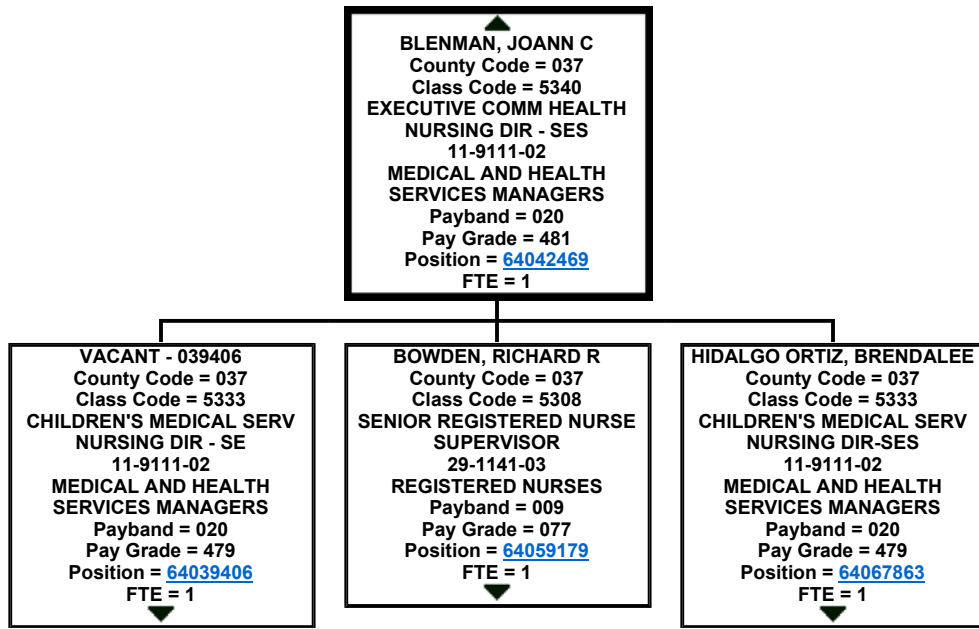 BLENMAN, JOANN C
County Code = 037
Class Code = 5340
EXECUTIVE COMM HEALTH
NURSING DIR - SES
11-9111-02
MEDICAL AND HEALTH
SERVICES MANAGERS
Payband = 020
Pay Grade = 481
Position = 64042469
FTE = 1
VACANT - 039406
County Code = 037
Class Code = 5333
CHILDREN'S MEDICAL SERV
NURSING DIR - SE
11-9111-02
MEDICAL AND HEALTH
SERVICES MANAGERS
Payband = 020
Pay Grade = 479
Position = 64039406
FTE = 1
BOWDEN, RICHARD R
County Code = 037
Class Code = 5308
SENIOR REGISTERED NURSE
SUPERVISOR
29-1141-03
REGISTERED NURSES
Payband = 009
Pay Grade = 077
Position = 64059179
FTE = 1
HIDALGO ORTIZ, BRENDALEE
County Code = 037
Class Code = 5333
CHILDREN'S MEDICAL SERV
NURSING DIR-SES
11-9111-02
MEDICAL AND HEALTH
SERVICES MANAGERS
Payband = 020
Pay Grade = 479
Position = 64067863
FTE = 1